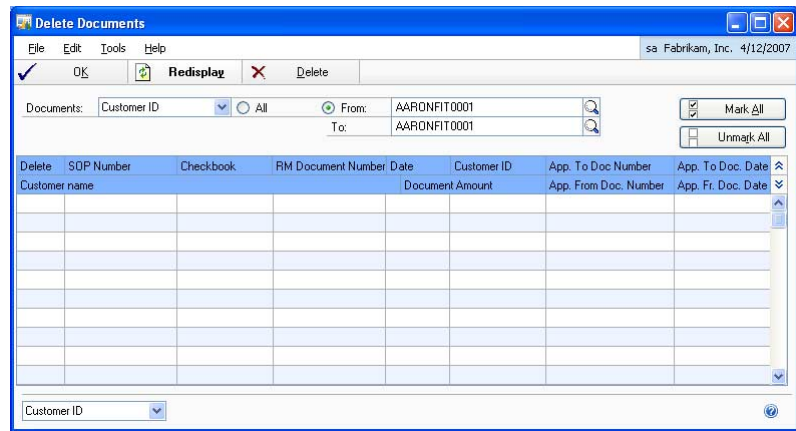 Delete Documents
File Edit Tools Help sa Fabrikam, Inc. 4/12/2007
OK Redisplay Delete
Documents: Customer ID All From: AARONFIT0001 Mark All
To: AARONFIT0001 Unmark All
Delete SOP Number Checkbook RM Document Number Date Customer ID App. To Doc Number App. To Doc. Date
Customer name Document Amount App. From Doc. Number App. Fr. Doc. Date
Customer ID